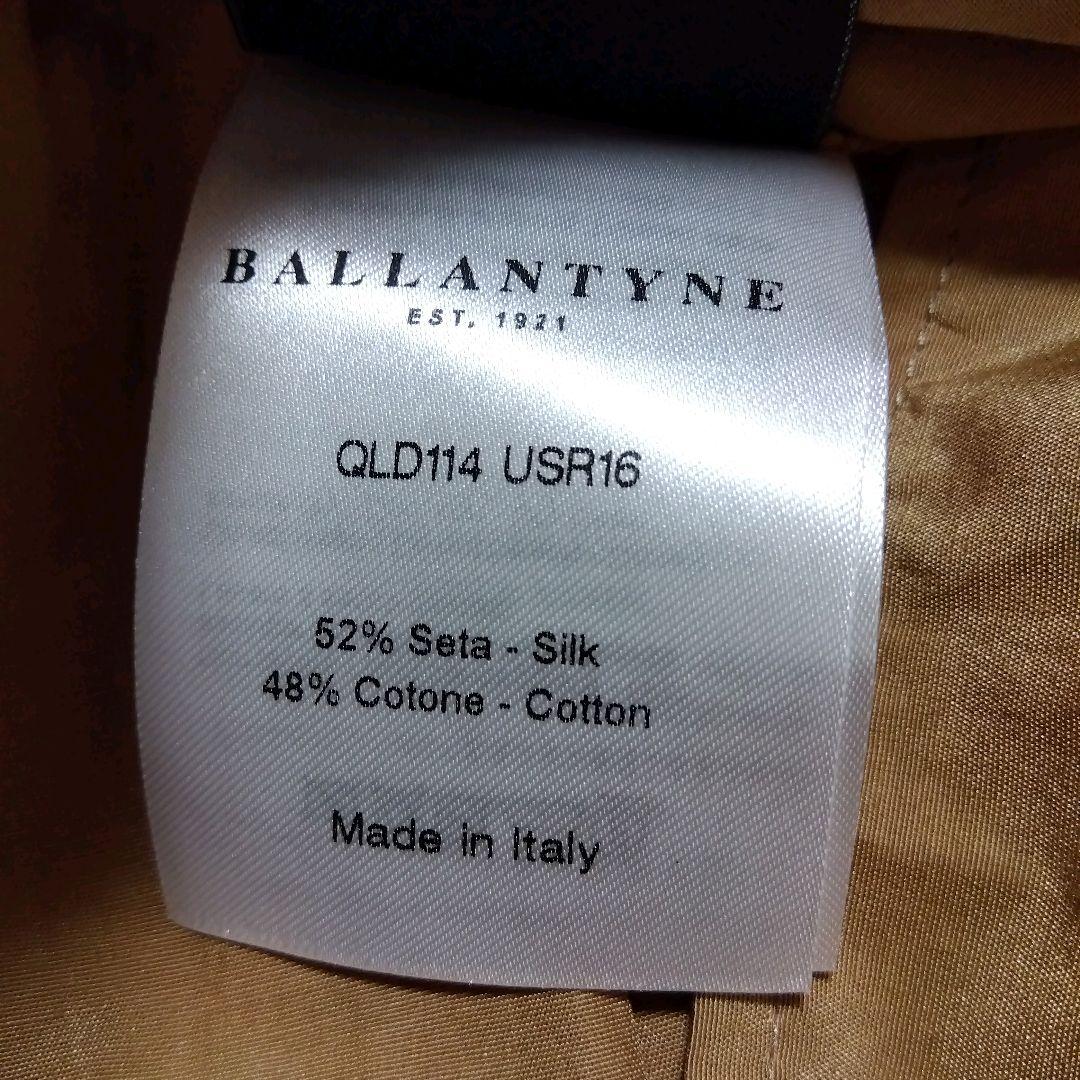 BALLANTYNE
EST. 1921
QLD114 USR16
52% Seta - Silk
48% Cotone - Cotton
Made in Italy